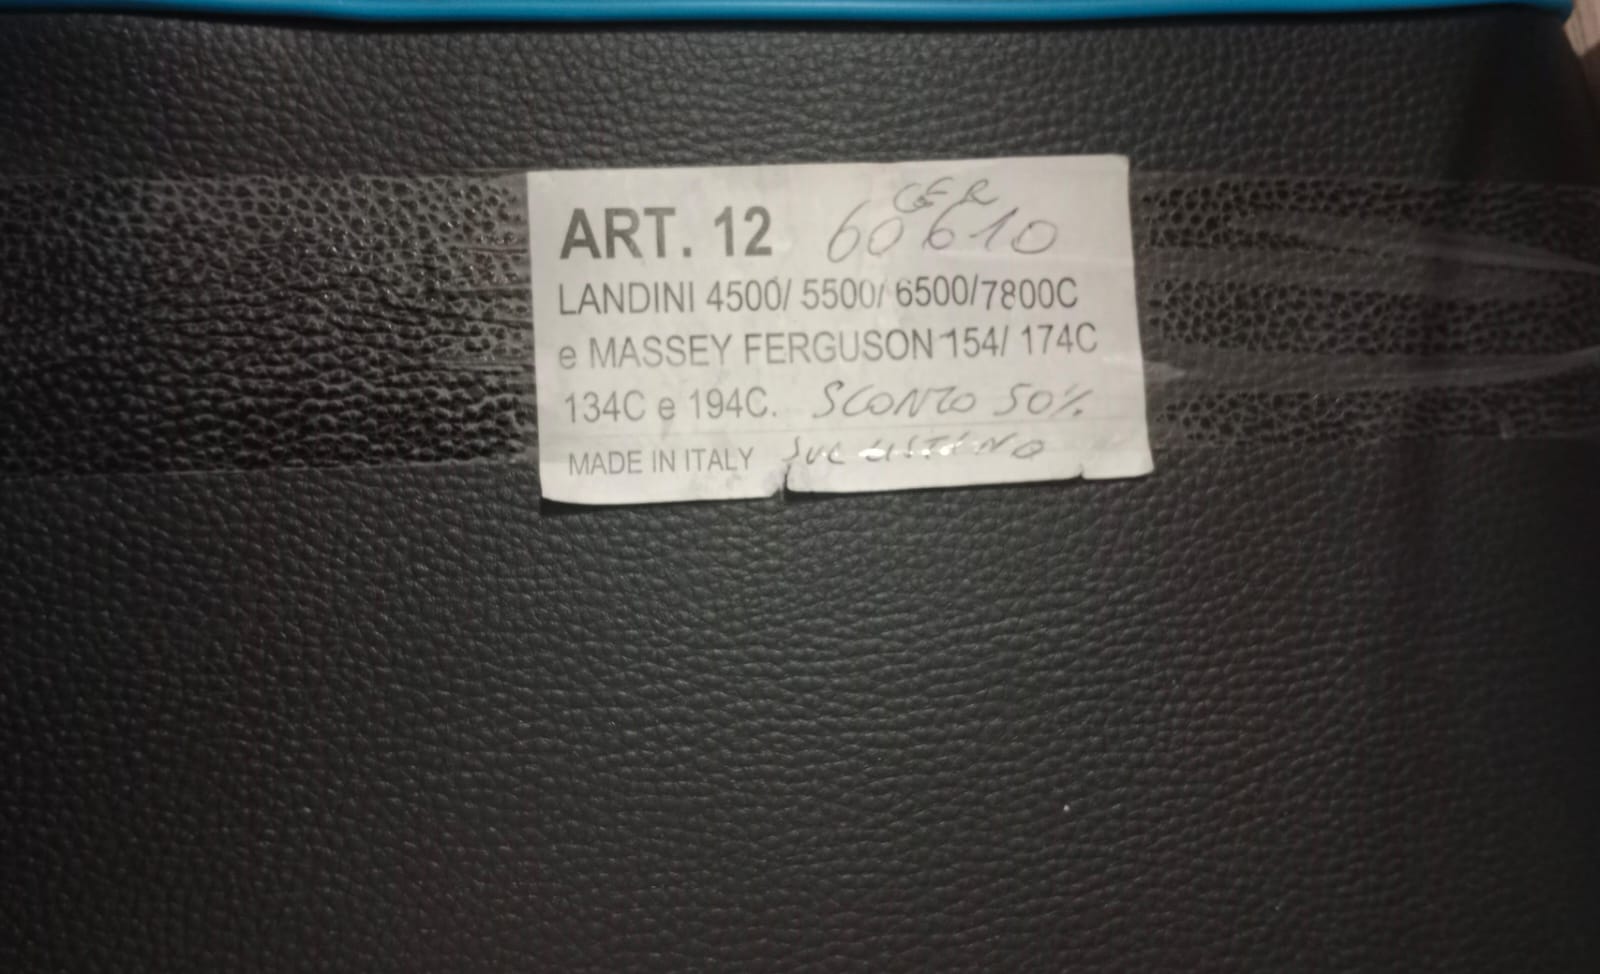 GER
ART. 12 60610
LANDINI 4500/ 5500/ 6500/7800C
e MASSEY FERGUSON 154/ 174C
134C e 194C. SCONTO 50%
MADE IN ITALY SUL LISTINO